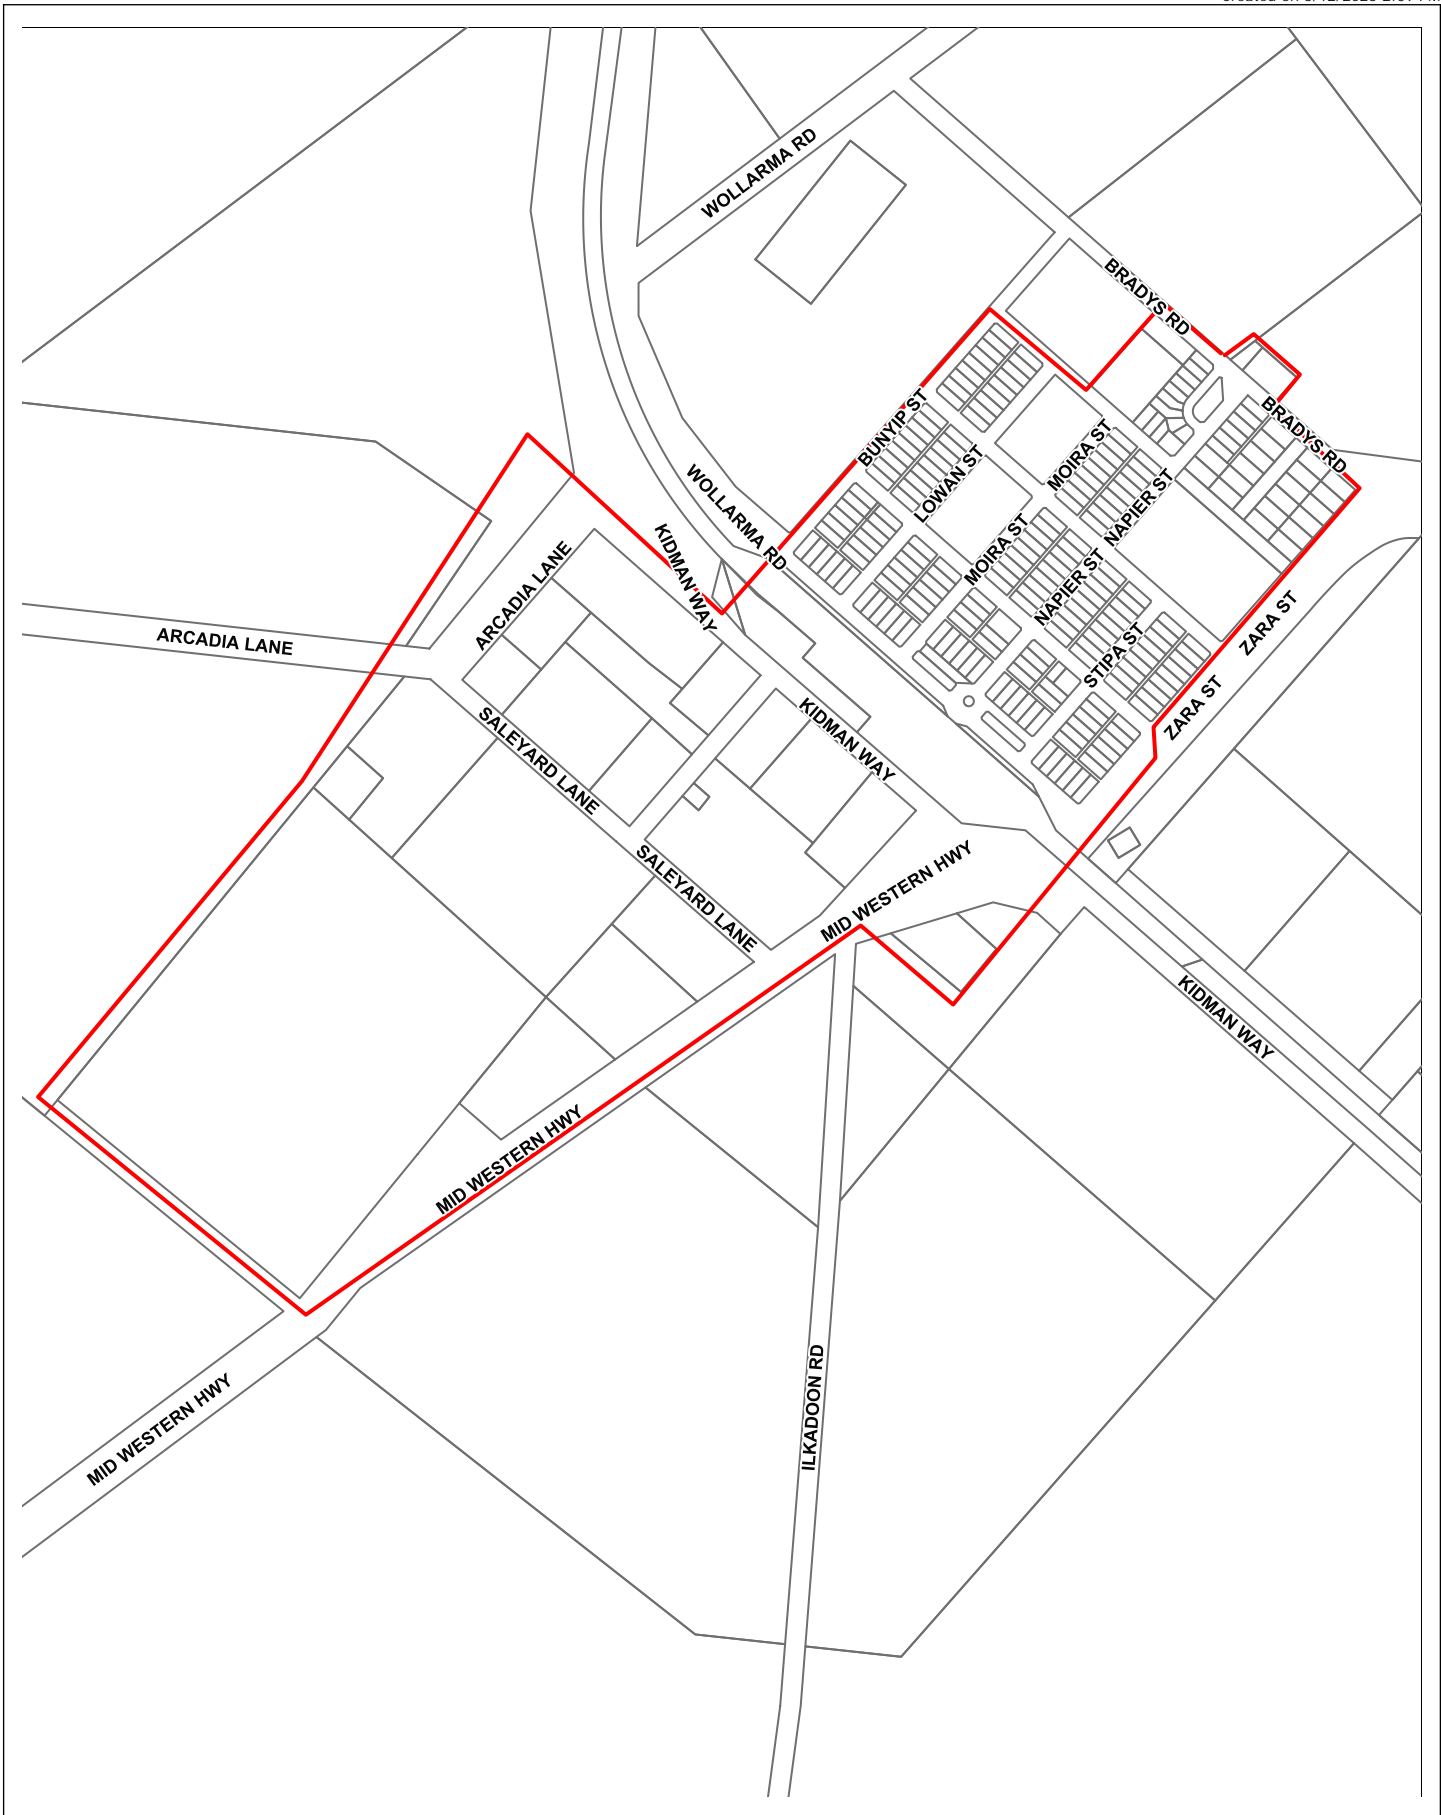 WOLLARMA RD
BRADYS RD
BRADYS RD
BUNYIP ST
LOWAN ST
MOIRA ST
NAPIER ST
WOLLARMA RD
KIDMAN WAY
MOIRA ST
NAPIER ST
ARCADIA LANE
ARCADIA LANE
STIPA ST
ZARA ST
ZARA ST
SALEYARD LANE
KIDMAN WAY
SALEYARD LANE
MID WESTERN HWY
KIDMAN WAY
MID WESTERN HWY
ILKADOON RD
MID WESTERN HWY